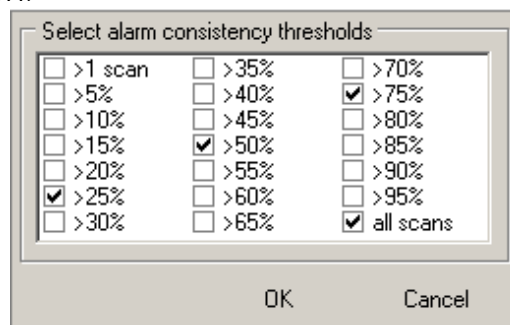 Select alarm consistency thresholds
>1 scan >35% >70%
>5% >40% >75%
>10% >45% >80%
>15% >50% >85%
>20% >55% >90%
>25% >60% >95%
>30% >65% all scans
OK Cancel